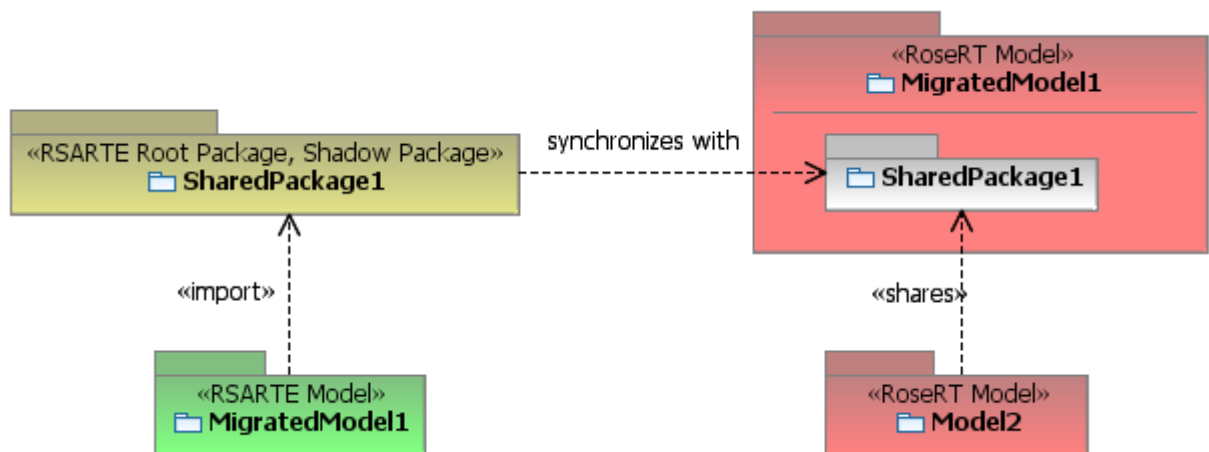 «RoseRT Model»
MigratedModel1
«RSARTE Root Package, Shadow Package»
SharedPackage1
synchronizes with
SharedPackage1
«import»
«shares»
«RSARTE Model»
MigratedModel1
«RoseRT Model»
Model2